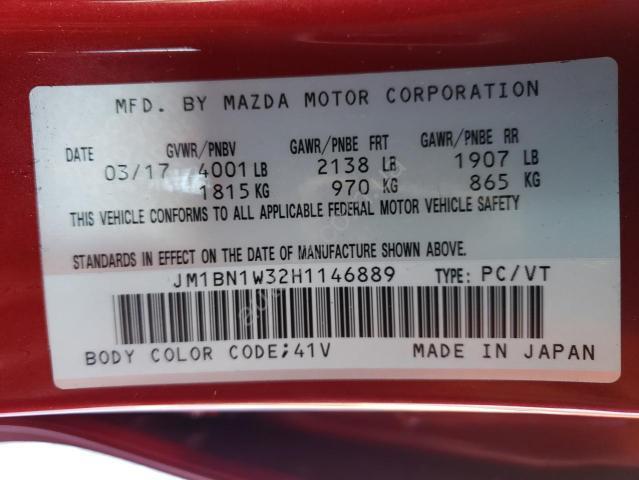 MFD. BY MAZDA MOTOR CORPORATION
DATE GVWR/PNBV GAWR/PNBE FRT GAWR/PNBE RR
03/17 4001 LB 2138 LB 1907 LB
1815 KG 970 KG 865 KG
THIS VEHICLE CONFORMS TO ALL APPLICABLE FEDERAL MOTOR VEHICLE SAFETY
STANDARDS IN EFFECT ON THE DATE OF MANUFACTURE SHOWN ABOVE.
JM1BN1W32H1146889 TYPE: PC/VT
BODY COLOR CODE;41V MADE IN JAPAN